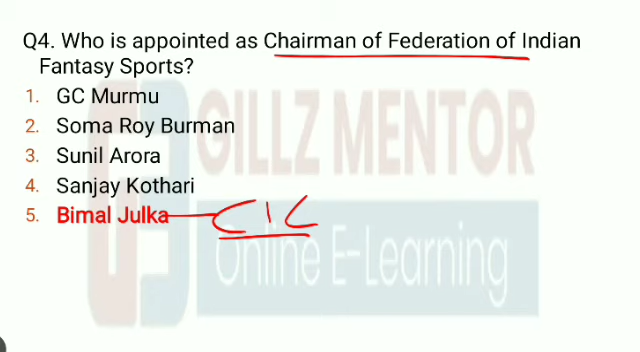 Q4. Who is appointed as Chairman of Federation of Indian
Fantasy Sports?
1. GC Murmu
2. Soma Roy Burman
3. Sunil Arora
4. Sanjay Kothari
5. Bimal Julka CIC
GILLZ MENTOR
Online E-Learning